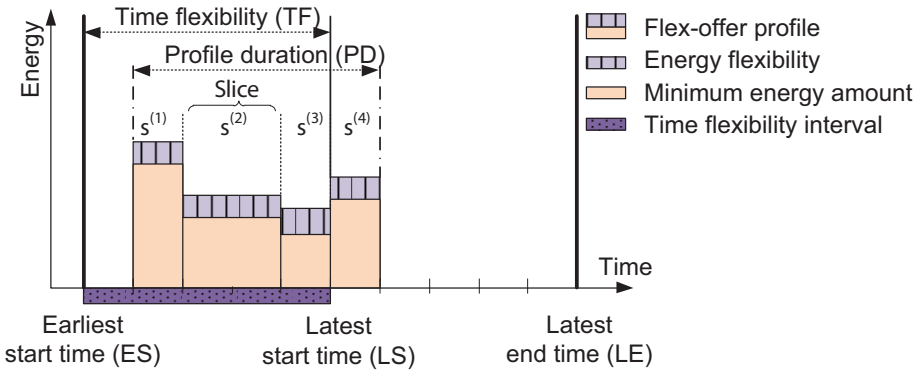 Time flexibility (TF)
Profile duration (PD)
Slice
s(1)
s(2)
s(3)
s(4)
Energy
Time
Earliest
start time (ES)
Latest
start time (LS)
Latest
end time (LE)
Flex-offer profile
Energy flexibility
Minimum energy amount
Time flexibility interval